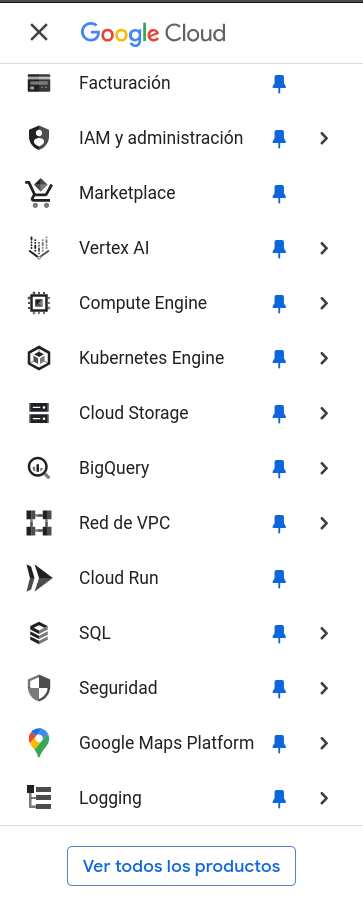 Google Cloud
Facturación
IAM y administración
Marketplace
Vertex AI
Compute Engine
Kubernetes Engine
Cloud Storage
BigQuery
Red de VPC
Cloud Run
SQL
Seguridad
Google Maps Platform
Logging
Ver todos los productos